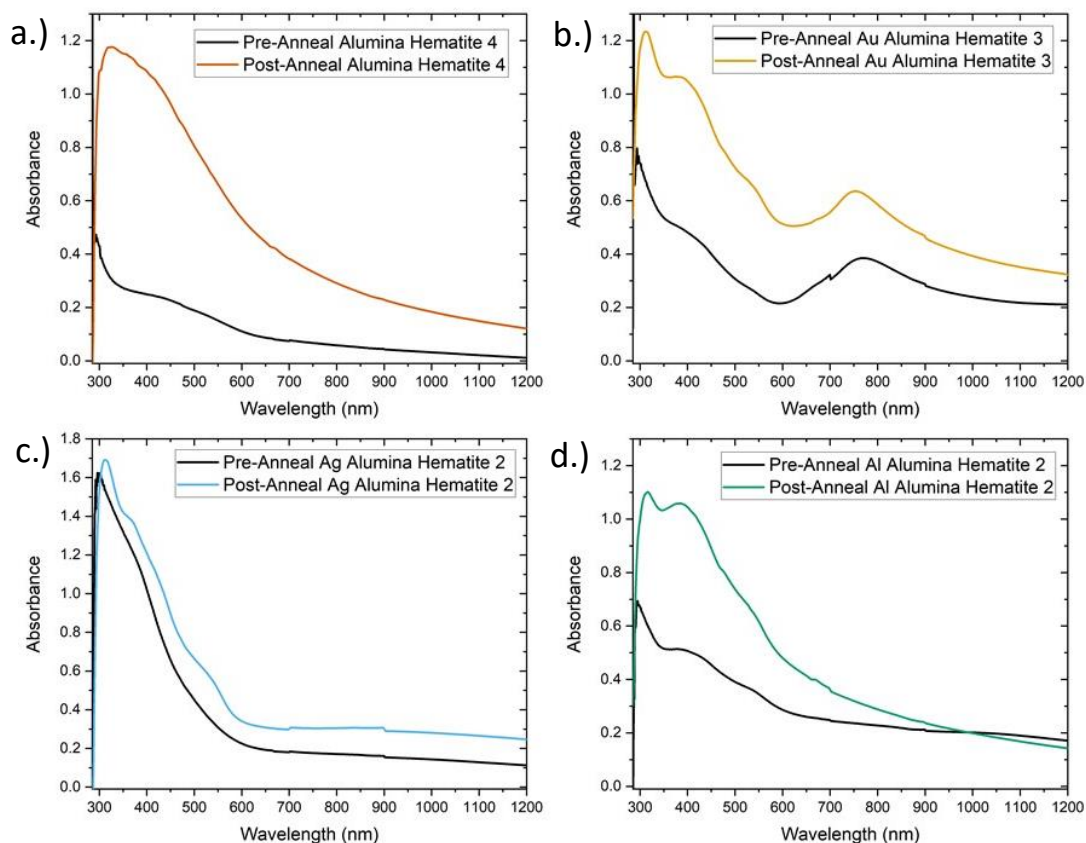 a.)
Pre-Anneal Alumina Hematite 4
Post-Anneal Alumina Hematite 4
1.2
1.0
0.8
0.6
0.4
0.2
0.0
Absorbance
300 400 500 600 700 800 900 1000 1100 1200
Wavelength (nm)
b.)
Pre-Anneal Au Alumina Hematite 3
Post-Anneal Au Alumina Hematite 3
1.2
1.0
0.8
0.6
0.4
0.2
0.0
Absorbance
300 400 500 600 700 800 900 1000 1100 1200
Wavelength (nm)
c.)
Pre-Anneal Ag Alumina Hematite 2
Post-Anneal Ag Alumina Hematite 2
1.8
1.6
1.4
1.2
1.0
0.8
0.6
0.4
0.2
0.0
Absorbance
300 400 500 600 700 800 900 1000 1100 1200
Wavelength (nm)
d.)
Pre-Anneal Al Alumina Hematite 2
Post-Anneal Al Alumina Hematite 2
1.2
1.0
0.8
0.6
0.4
0.2
0.0
Absorbance
300 400 500 600 700 800 900 1000 1100 1200
Wavelength (nm)